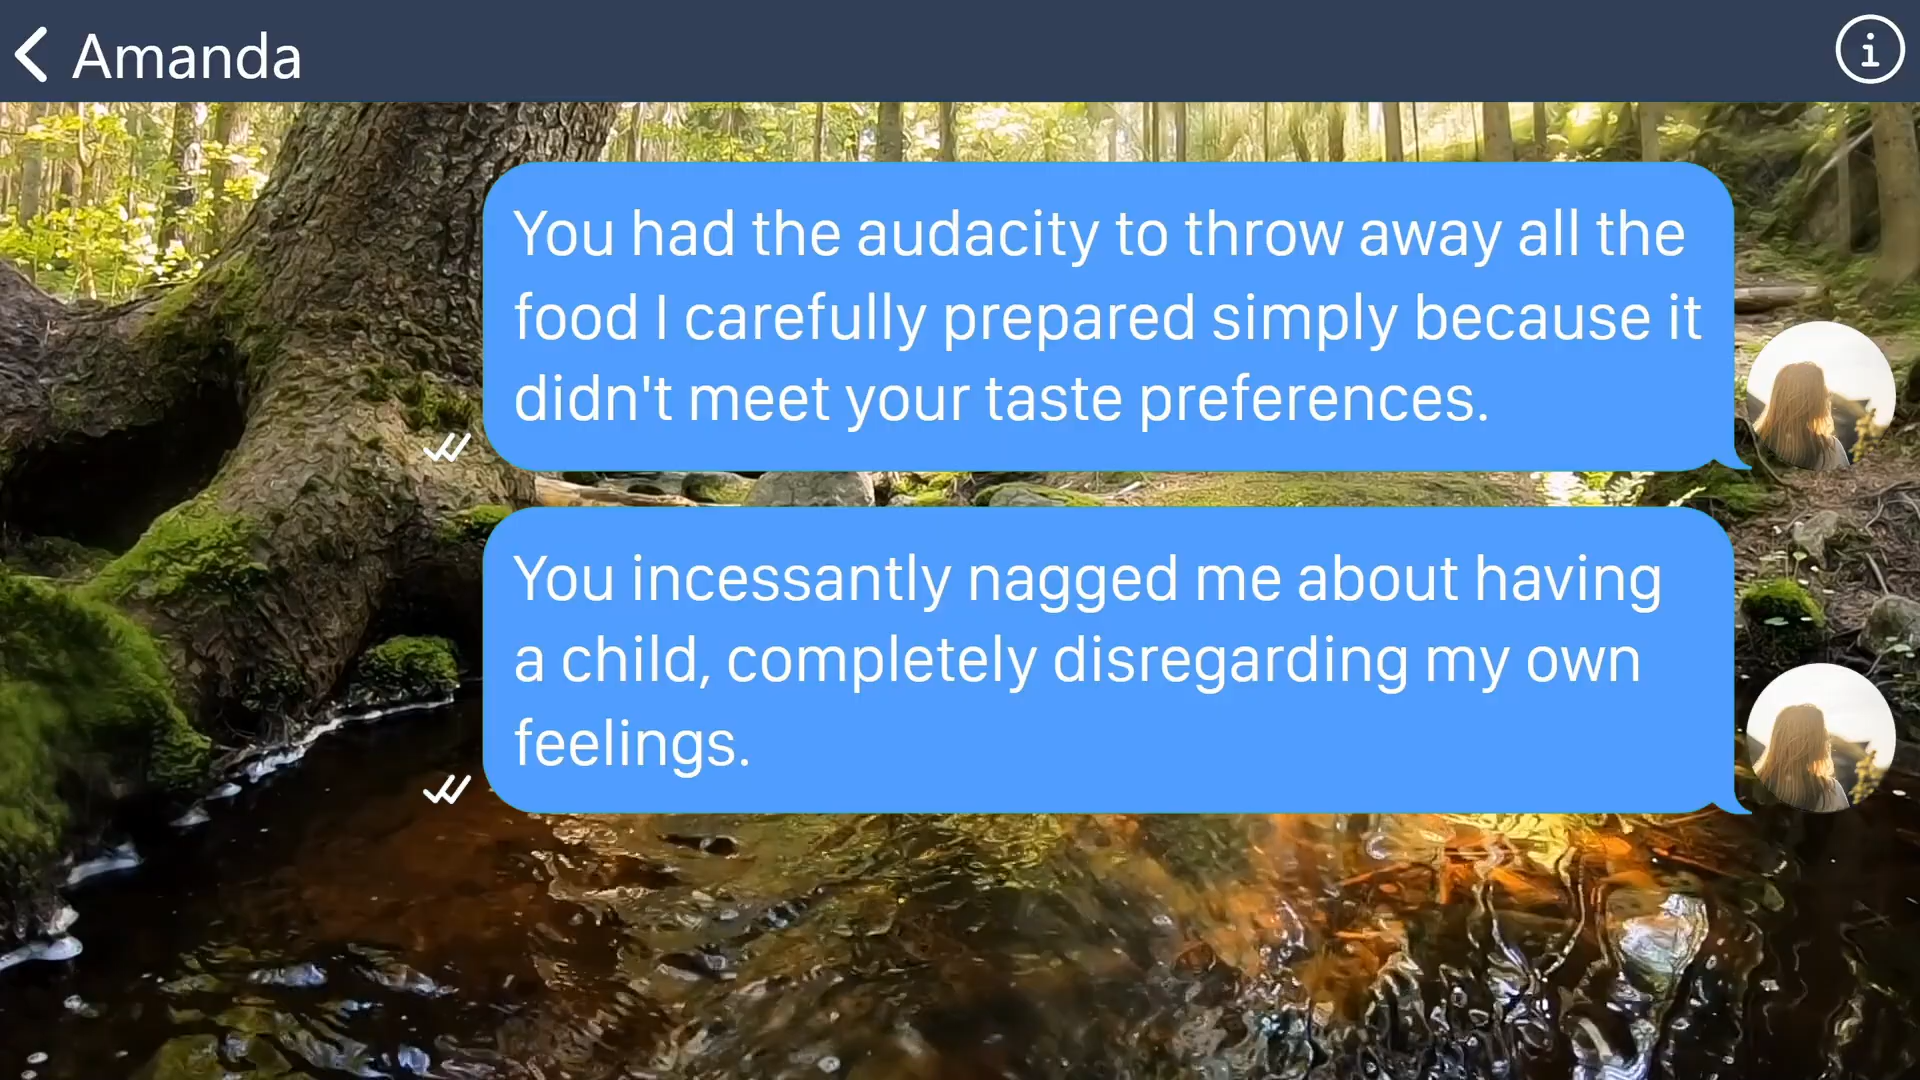 Amanda
You had the audacity to throw away all the
food I carefully prepared simply because it
didn't meet your taste preferences.
You incessantly nagged me about having
a child, completely disregarding my own
feelings.